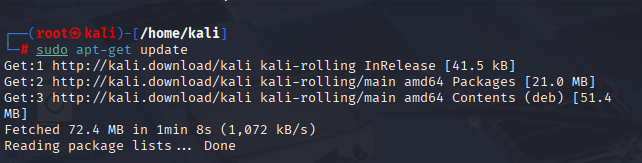 ┌──(root㉿kali)-[/home/kali]
└─# sudo apt-get update
Get:1 http://kali.download/kali kali-rolling InRelease [41.5 kB]
Get:2 http://kali.download/kali kali-rolling/main amd64 Packages [21.0 MB]
Get:3 http://kali.download/kali kali-rolling/main amd64 Contents (deb) [51.4
MB]
Fetched 72.4 MB in 1min 8s (1,072 kB/s)
Reading package lists... Done